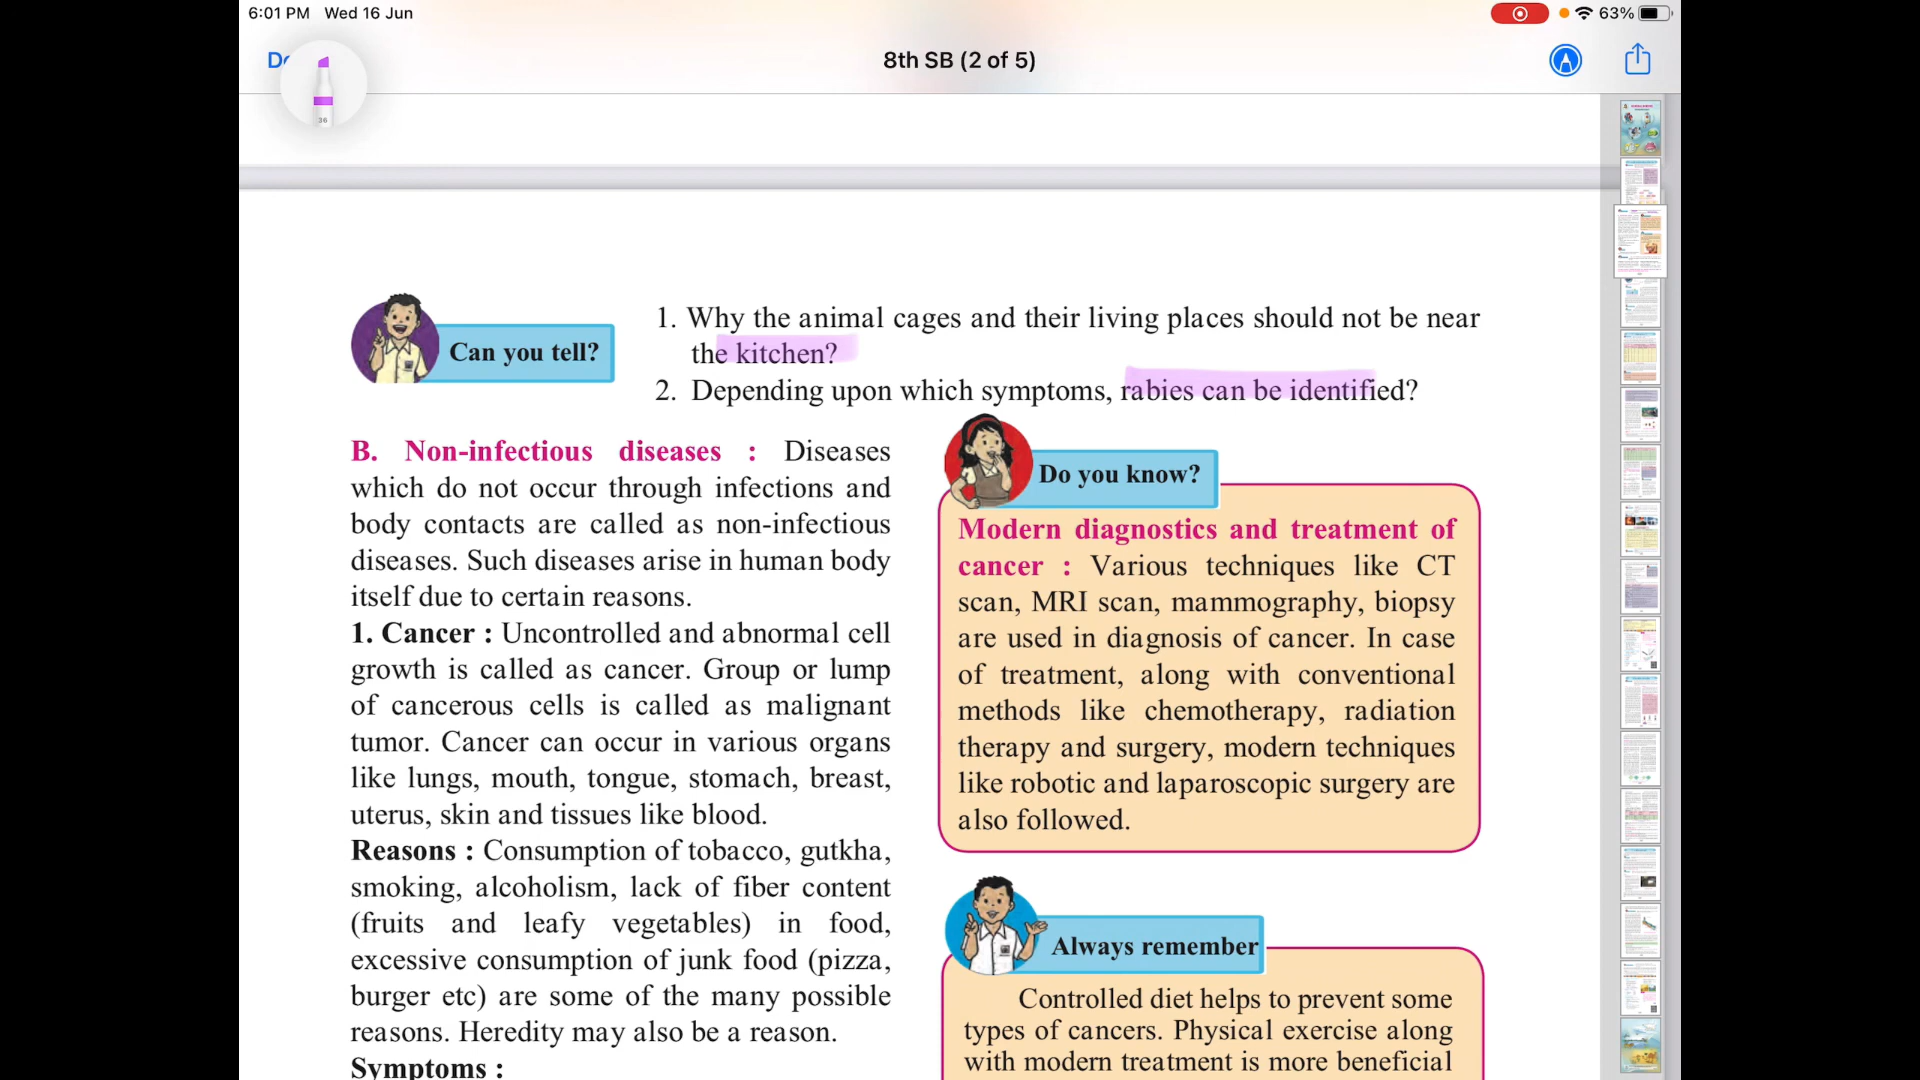 6:01 PM Wed 16 Jun
63%
8th SB (2 of 5)
36
Can you tell?
1. Why the animal cages and their living places should not be near
the kitchen?
2. Depending upon which symptoms, rabies can be identified?
B. Non-infectious diseases : Diseases
which do not occur through infections and
body contacts are called as non-infectious
diseases. Such diseases arise in human body
itself due to certain reasons.
1. Cancer : Uncontrolled and abnormal cell
growth is called as cancer. Group or lump
of cancerous cells is called as malignant
tumor. Cancer can occur in various organs
like lungs, mouth, tongue, stomach, breast,
uterus, skin and tissues like blood.
Reasons : Consumption of tobacco, gutkha,
smoking, alcoholism, lack of fiber content
(fruits and leafy vegetables) in food,
excessive consumption of junk food (pizza,
burger etc) are some of the many possible
reasons. Heredity may also be a reason.
Symptoms :
Do you know?
Modern diagnostics and treatment of
cancer : Various techniques like CT
scan, MRI scan, mammography, biopsy
are used in diagnosis of cancer. In case
of treatment, along with conventional
methods like chemotherapy, radiation
therapy and surgery, modern techniques
like robotic and laparoscopic surgery are
also followed.
Always remember
Controlled diet helps to prevent some
types of cancers. Physical exercise along
with modern treatment is more beneficial